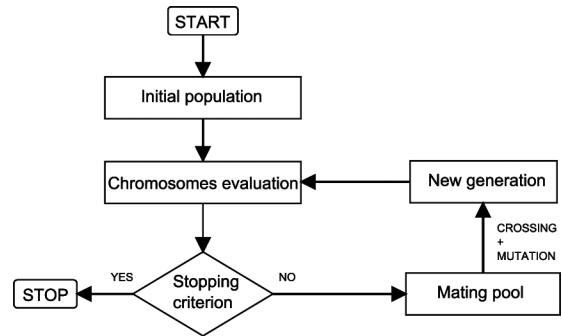 START
Initial population
Chromosomes evaluation
New generation
CROSSING
+
MUTATION
Stopping
criterion
YES
NO
STOP
Mating pool